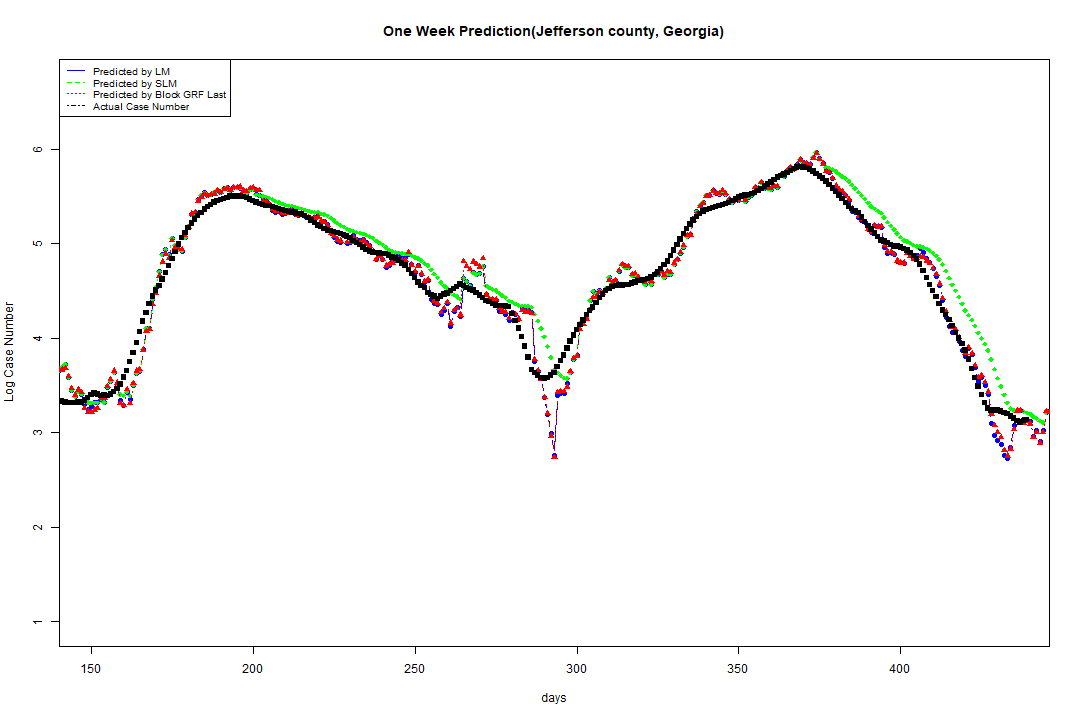 One Week Prediction(Jefferson county, Georgia)
Predicted by LM
Predicted by SLM
Predicted by Block GRF Last
Actual Case Number
6
5
4
3
2
1
Log Case Number
150 200 250 300 350 400
days